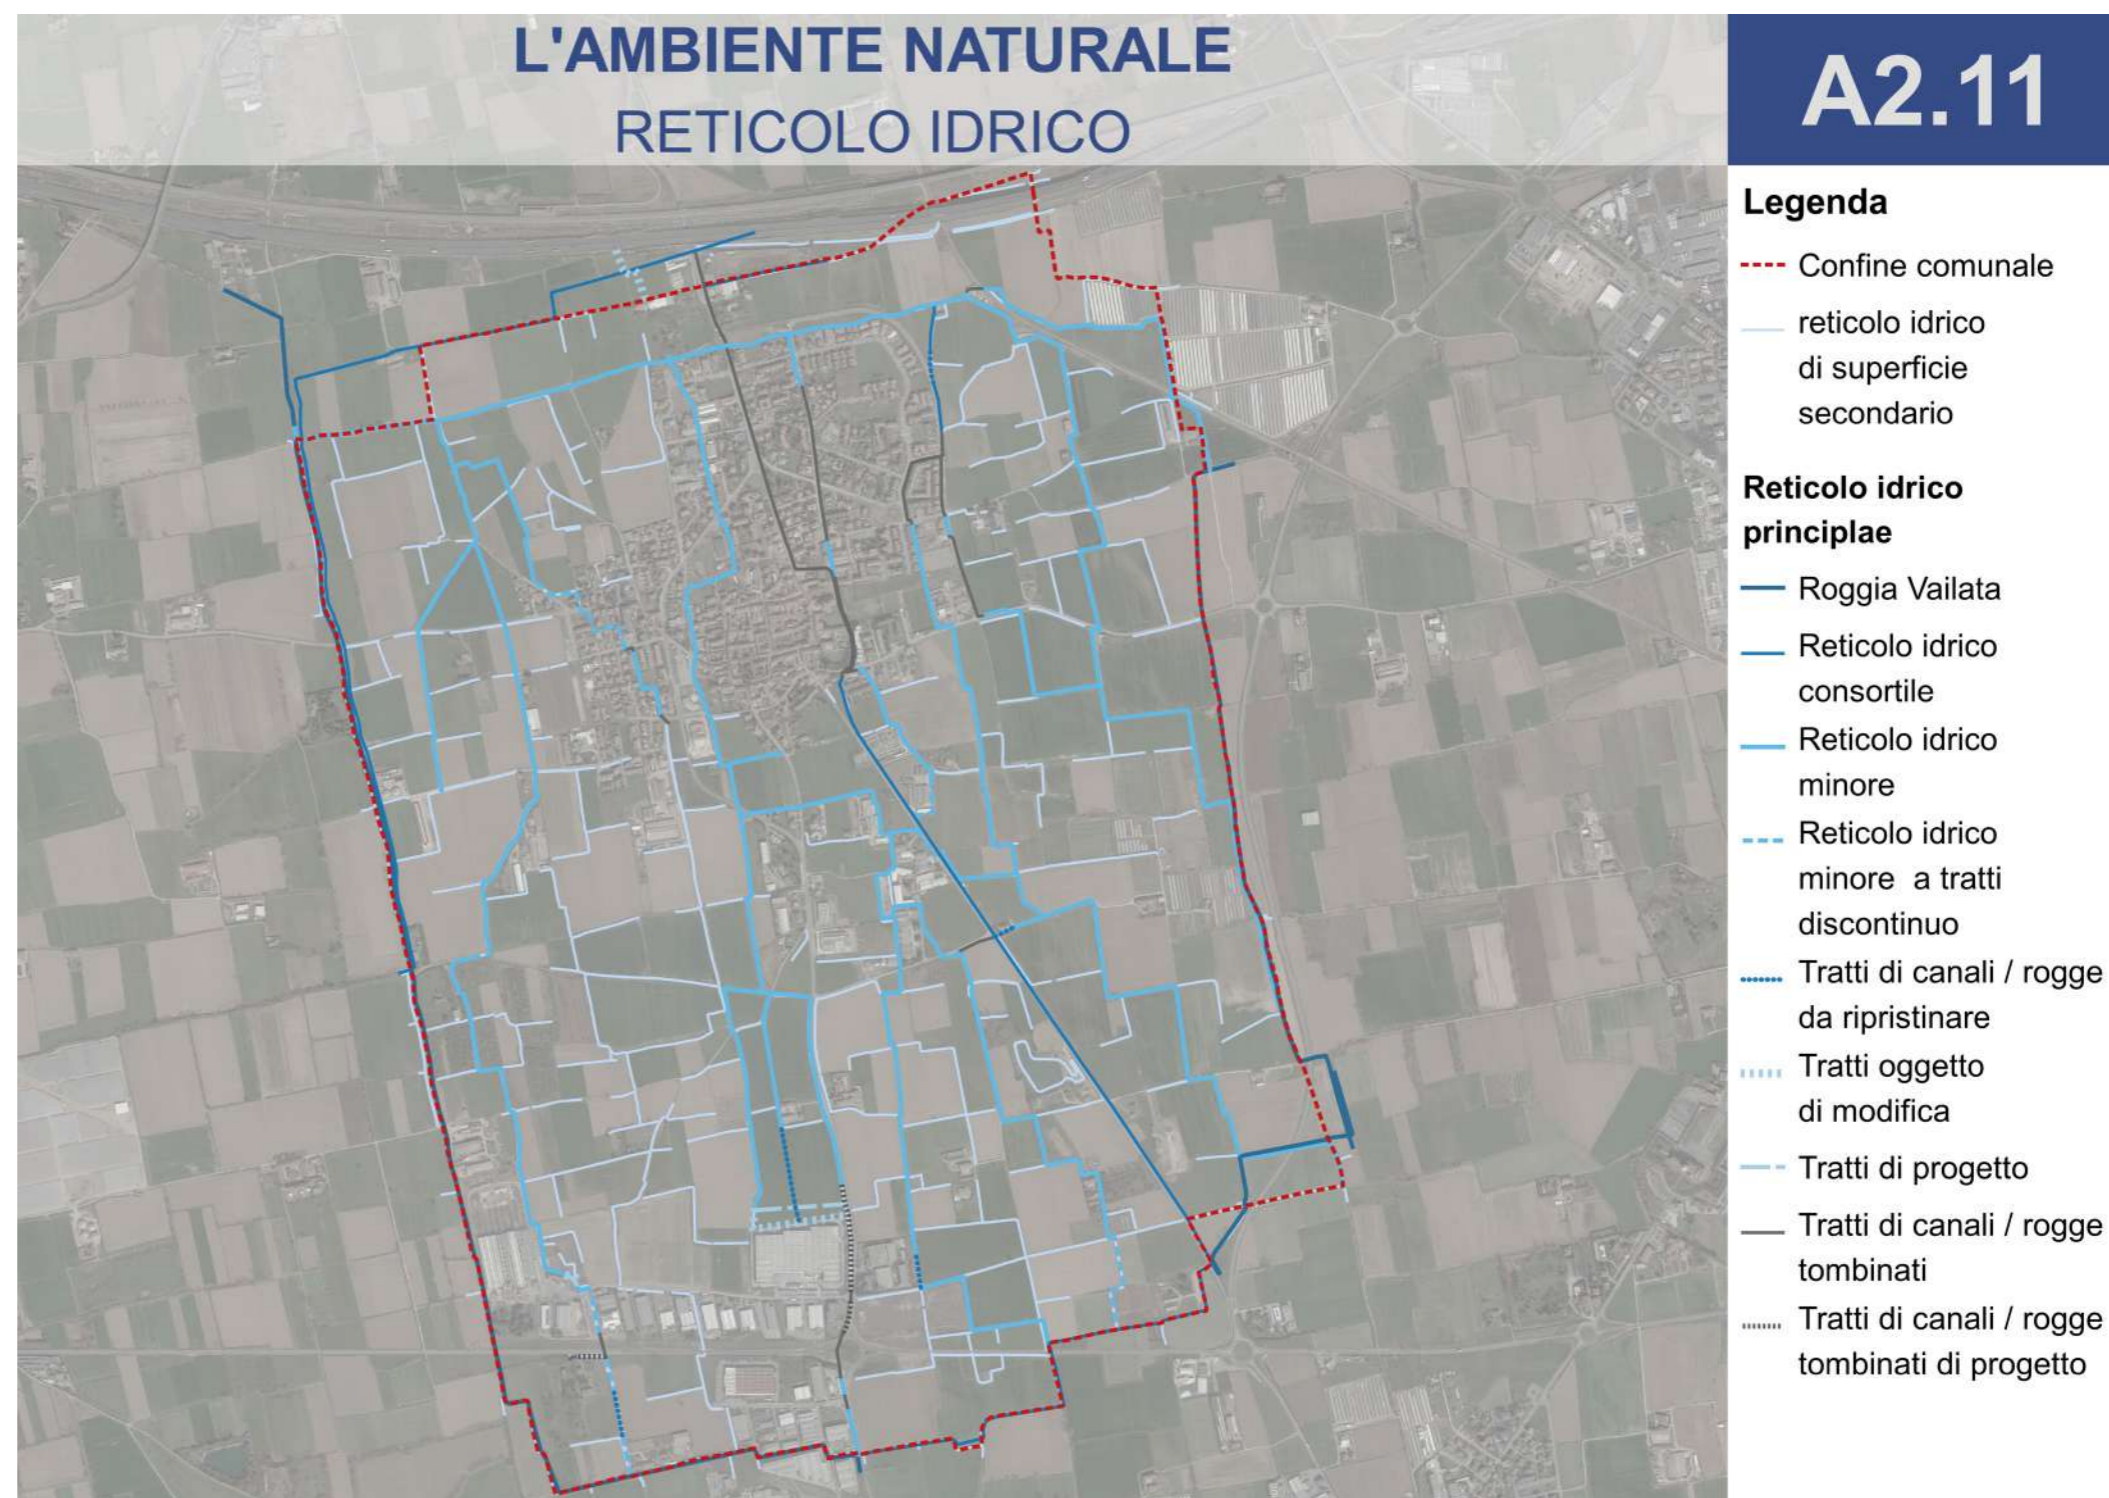 L'AMBIENTE NATURALE
RETICOLO IDRICO
A2.11
Legenda
Confine comunale
reticolo idrico
di superficie
secondario
Reticolo idrico
principlae
Roggia Vailata
Reticolo idrico
consortile
Reticolo idrico
minore
Reticolo idrico
minore a tratti
discontinuo
Tratti di canali / rogge
da ripristinare
Tratti oggetto
di modifica
Tratti di progetto
Tratti di canali / rogge
tombinati
Tratti di canali / rogge
tombinati di progetto